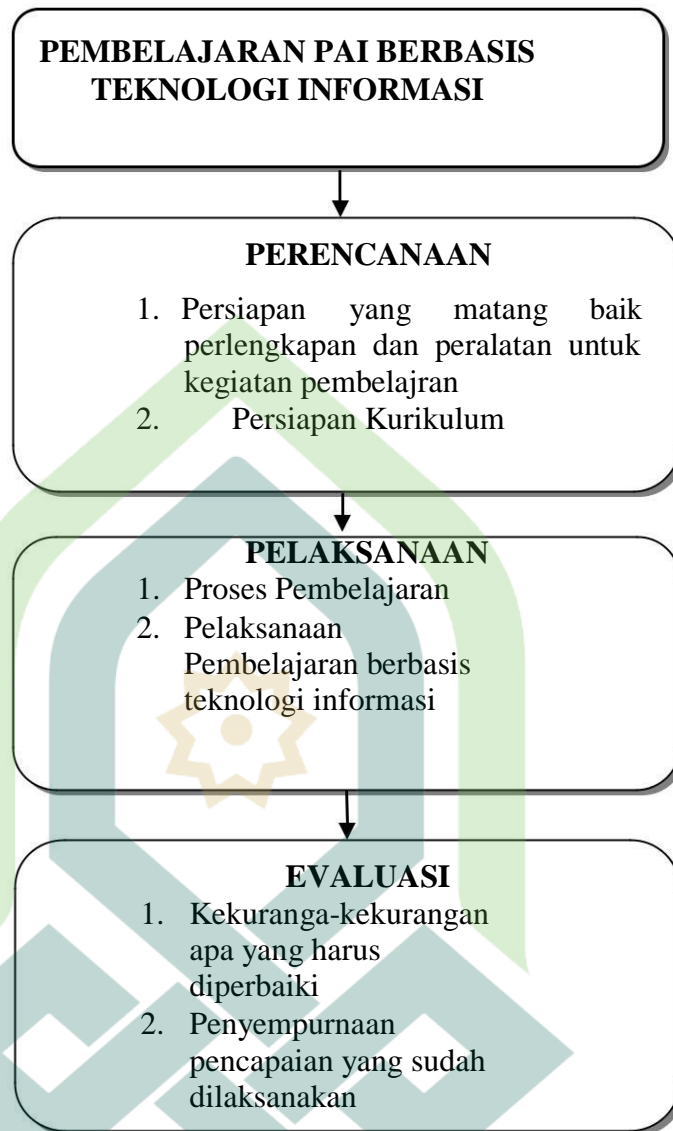 PEMBELAJARAN PAI BERBASIS
TEKNOLOGI INFORMASI
PERENCANAAN
1. Persiapan yang matang baik
perlengkapan dan peralatan untuk
kegiatan pembelajran
2. Persiapan Kurikulum
PELAKSANAAN
1. Proses Pembelajaran
2. Pelaksanaan
Pembelajaran berbasis
teknologi informasi
EVALUASI
1. Kekuranga-kekurangan
apa yang harus
diperbaiki
2. Penyempurnaan
pencapaian yang sudah
dilaksanakan